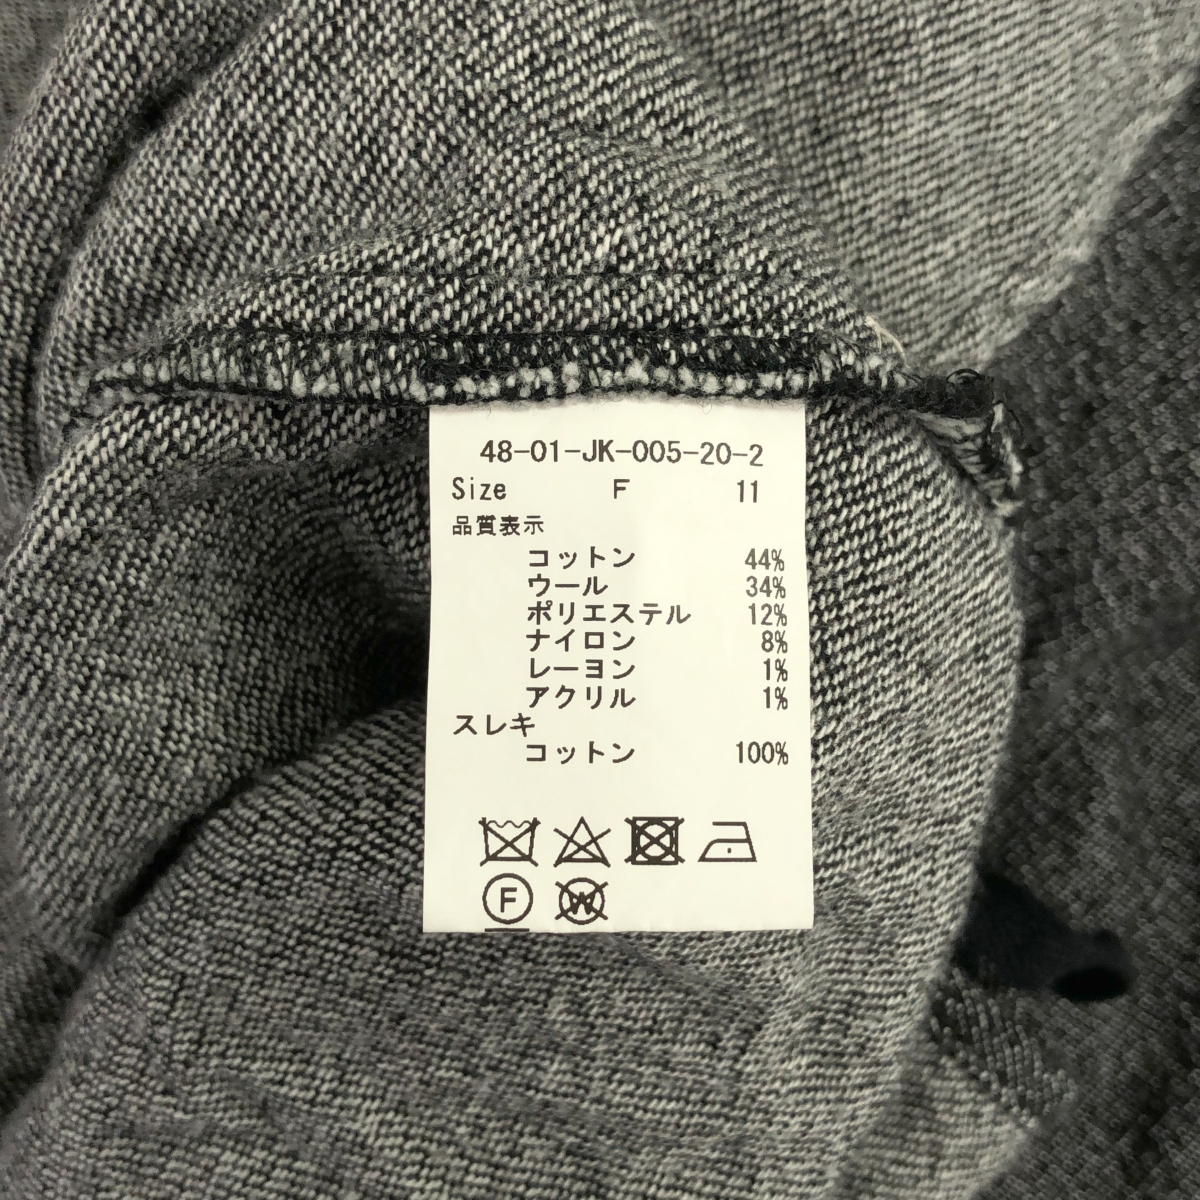 48-01-JK-005-20-2
Size F 11
品質表示
コットン 44%
ウール 34%
ポリエステル 12%
ナイロン 8%
レーヨン 1%
アクリル 1%
スレキ
コットン 100%
F W